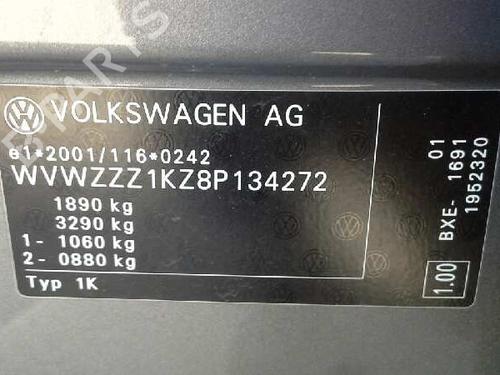 VOLKSWAGEN AG
e1*2001/116*0242
WVWZZZ1KZ8P134272
1890 kg
3290 kg
1 - 1060 kg
2 - 0880 kg
Typ 1K
01
BXE- 1691
1952320
1.00
B PARTS